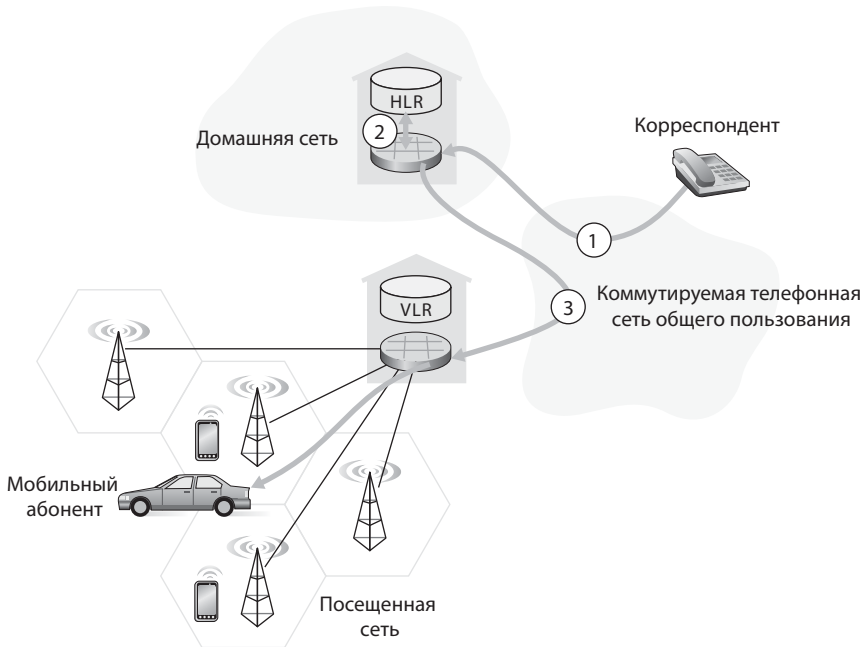 HLR
2
Домашняя сеть
Корреспондент
1
VLR
3
Коммутируемая телефонная
сеть общего пользования
Мобильный
абонент
Посещенная
сеть